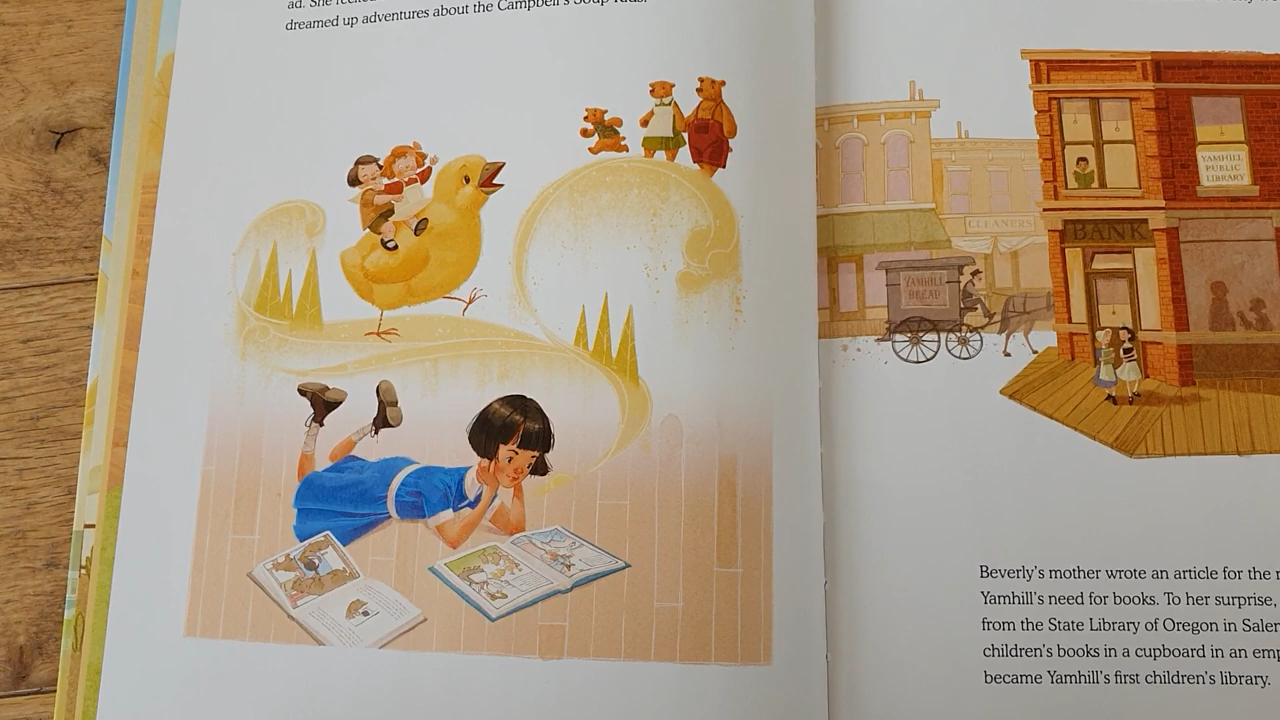 ad. She
dreamed up adventures about the Campbell's Soup Kids.
YAMHILL
PUBLIC
LIBRARY
CLEANERS
BANK
YAMHILL
BREAD
Beverly's mother wrote an article for the
Yamhill's need for books. To her surprise,
from the State Library of Oregon in
children's books in a cupboard in an
became Yamhill's first children's library.